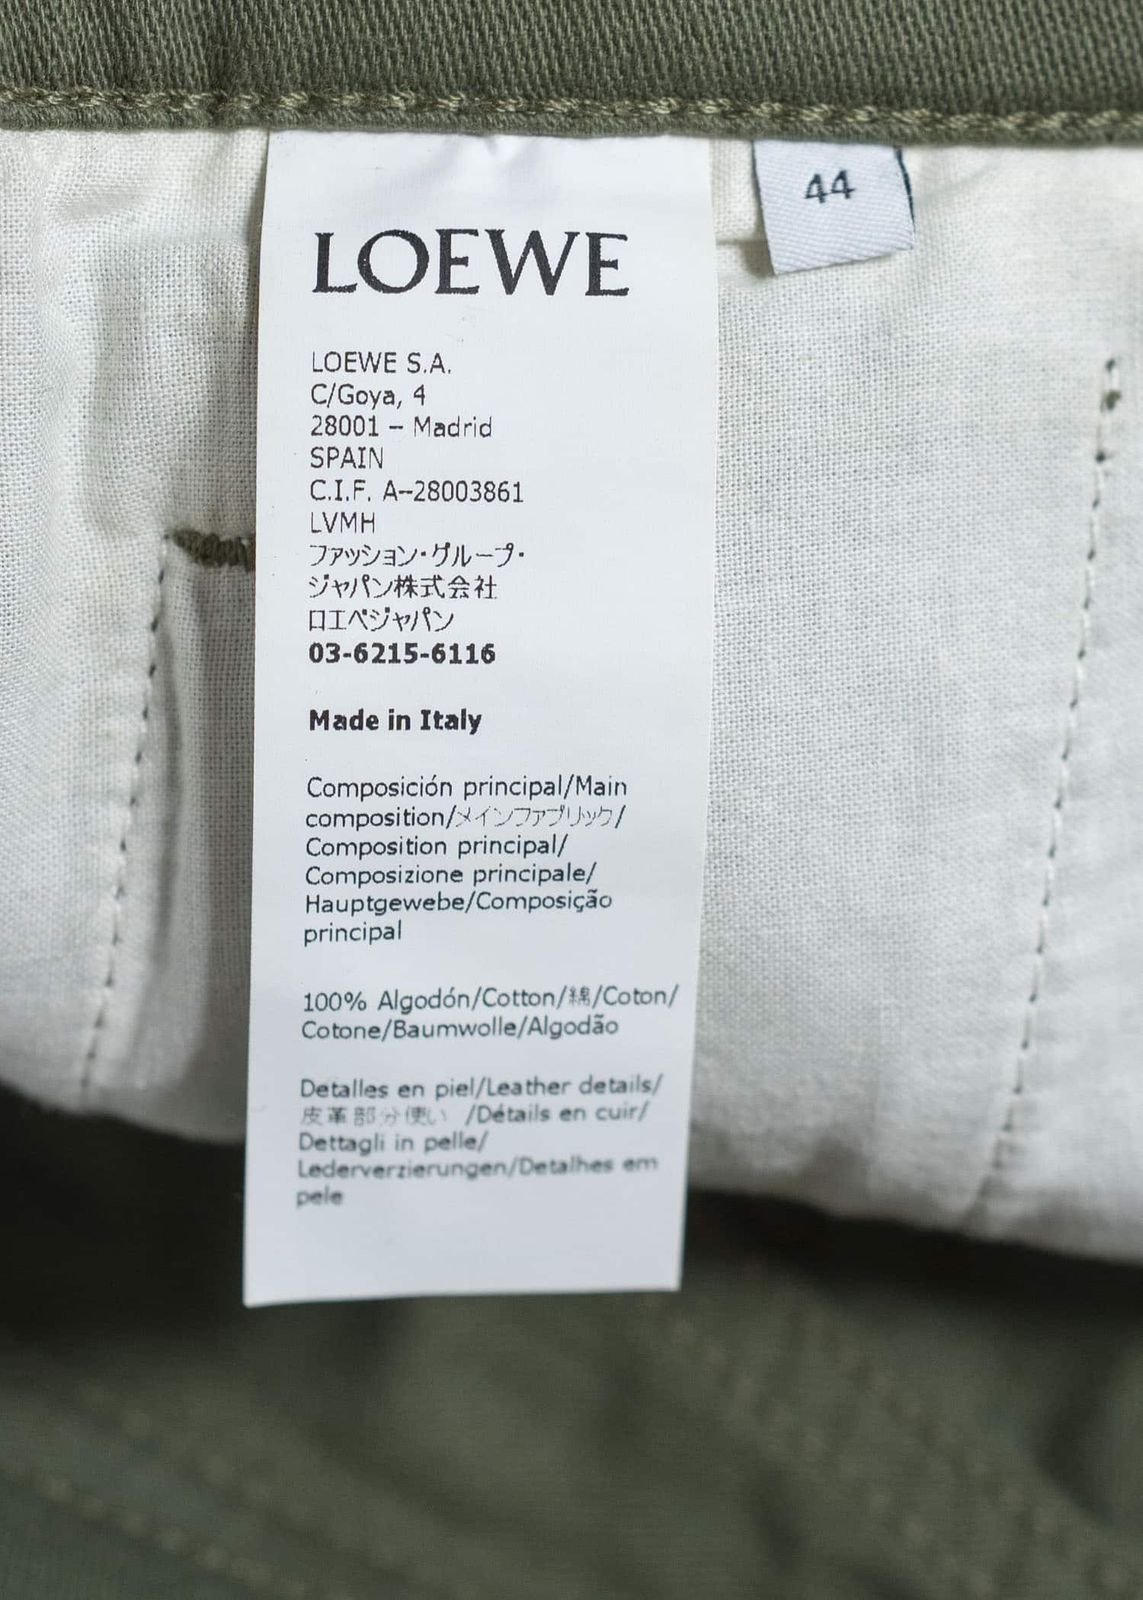 LOEWE
44
LOEWE S.A.
C/Goya, 4
28001 – Madrid
SPAIN
C.I.F. A--28003861
LVMH
ファッション・グループ・
ジャパン株式会社
ロエベジャパン
03-6215-6116
Made in Italy
Composición principal/Main
composition/メインファブリック/
Composition principal/
Composizione principale/
Hauptgewebe/Composição
principal
100% Algodón/Cotton/綿/Coton/
Cotone/Baumwolle/Algodão
Detalles en piel/Leather details/
皮革部分使い /Détails en cuir/
Dettagli in pelle/
Lederverzierungen/Detalhes em
pele